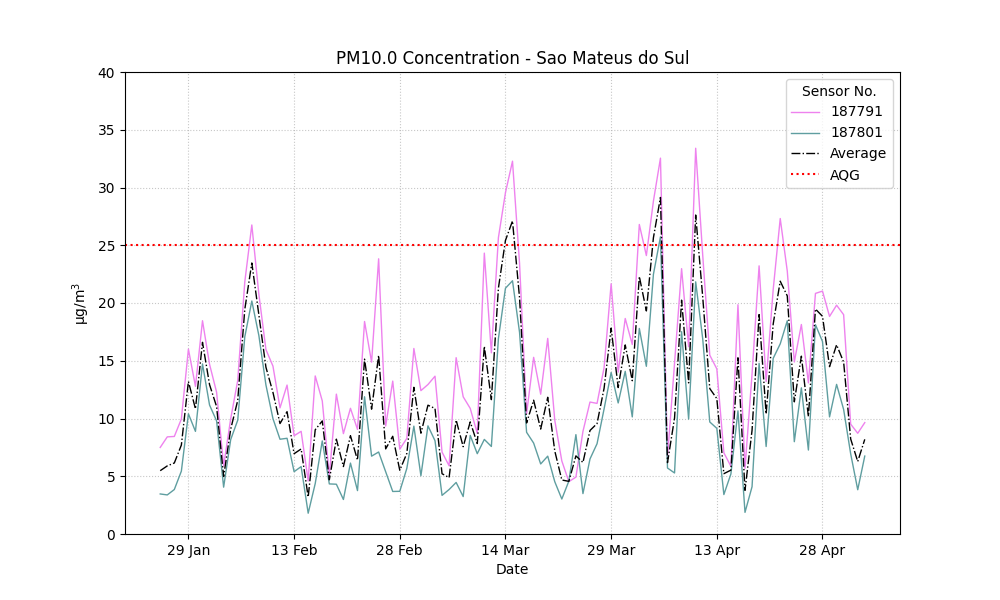 PM10.0 Concentration - Sao Mateus do Sul
40
35
30
25
20
15
10
5
0
μg/m³
Sensor No.
187791
187801
Average
AQG
29 Jan
13 Feb
28 Feb
14 Mar
29 Mar
13 Apr
28 Apr
Date